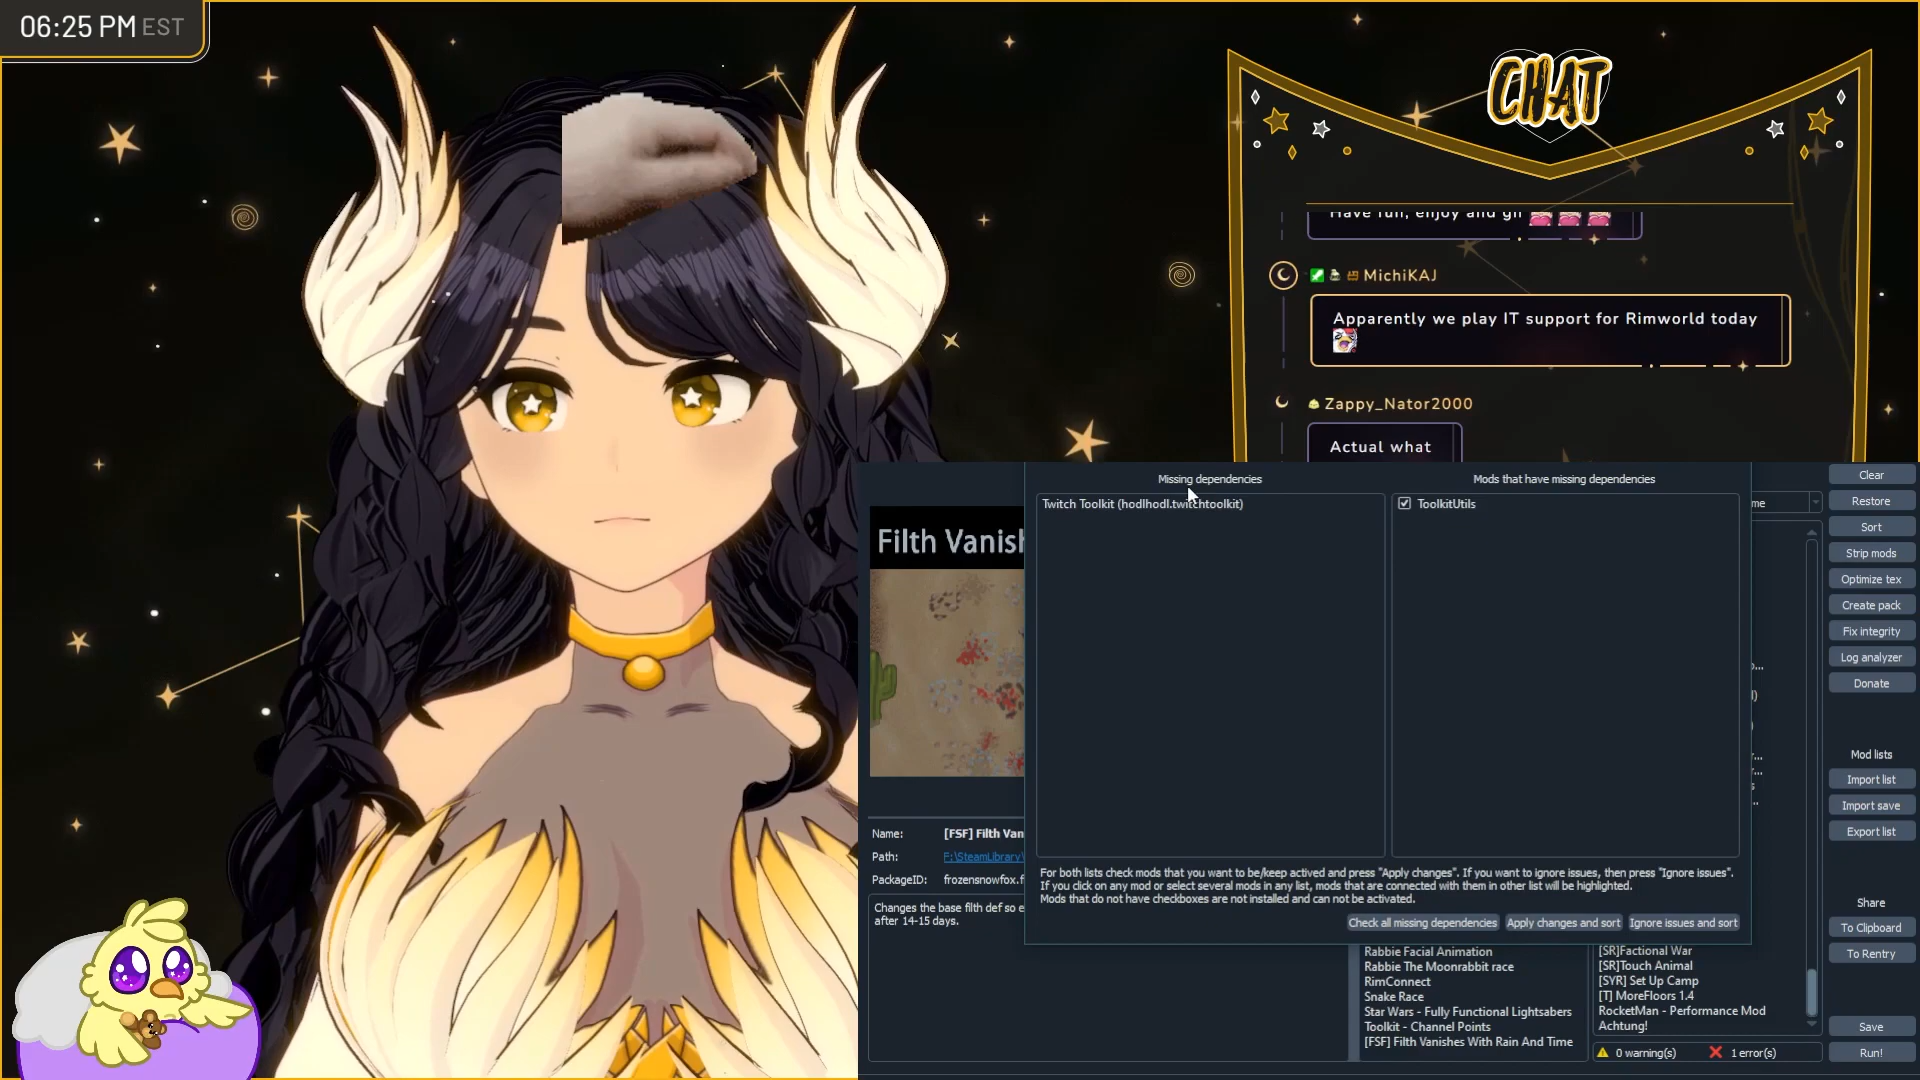 06:25 PM EST
CHAT
Have fun, enjoy and gn
MichiKAJ
Apparently we play IT support for Rimworld today
Zappy_Nator2000
Actual what
Missing dependencies
Mods that have missing dependencies
Twitch Toolkit (hodlhodl.twitchtoolkit)
ToolkitUtils
me
Clear
Restore
Sort
Strip mods
Optimize tex
Create pack
Fix integrity
Log analyzer
Donate
Mod lists
Import list
Import save
Export list
Share
To Clipboard
To Rentry
Save
Run!
Filth Vanish
Name: [FSF] Filth Van
Path: F:\SteamLibrary\
PackageID: frozensnowfox.f
Changes the base filth def so e
after 14-15 days.
For both lists check mods that you want to be/keep actived and press "Apply changes". If you want to ignore issues, then press "Ignore issues".
If you click on any mod or select several mods in any list, mods that are connected with them in other list will be highlighted.
Mods that do not have checkboxes are not installed and can not be activated.
Check all missing dependencies
Apply changes and sort
Ignore issues and sort
Rabbie Facial Animation
Rabbie The Moonrabbit race
RimConnect
Snake Race
Star Wars - Fully Functional Lightsabers
Toolkit - Channel Points
[FSF] Filth Vanishes With Rain And Time
[SR]Factional War
[SR]Touch Animal
[SYR] Set Up Camp
[T] MoreFloors 1.4
RocketMan - Performance Mod
Achtung!
0 warning(s)
1 error(s)